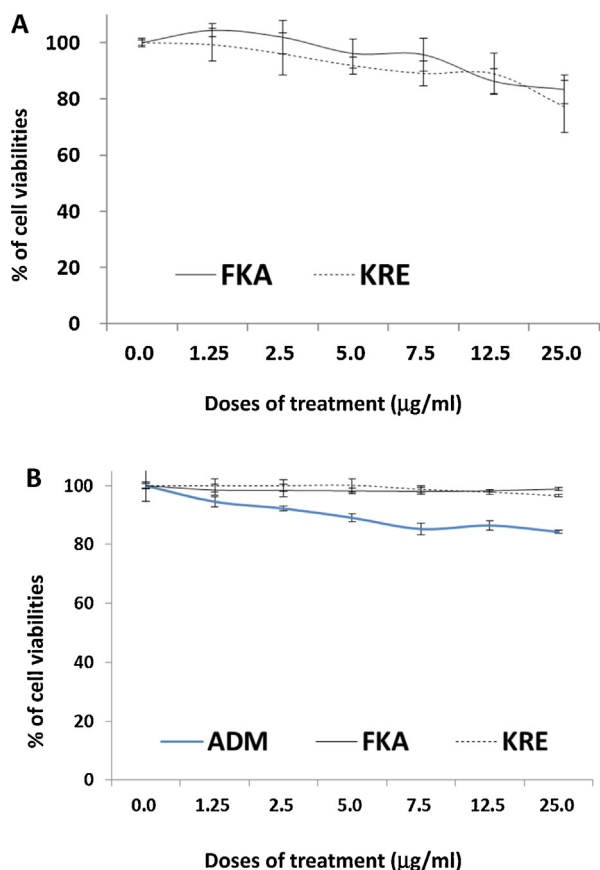 A
% of cell viabilities
100
80
60
40
20
0
FKA KRE
0.0 1.25 2.5 5.0 7.5 12.5 25.0
Doses of treatment (µg/ml)
B
% of cell viabilities
100
80
60
40
20
0
ADM FKA KRE
0.0 1.25 2.5 5.0 7.5 12.5 25.0
Doses of treatment (µg/ml)